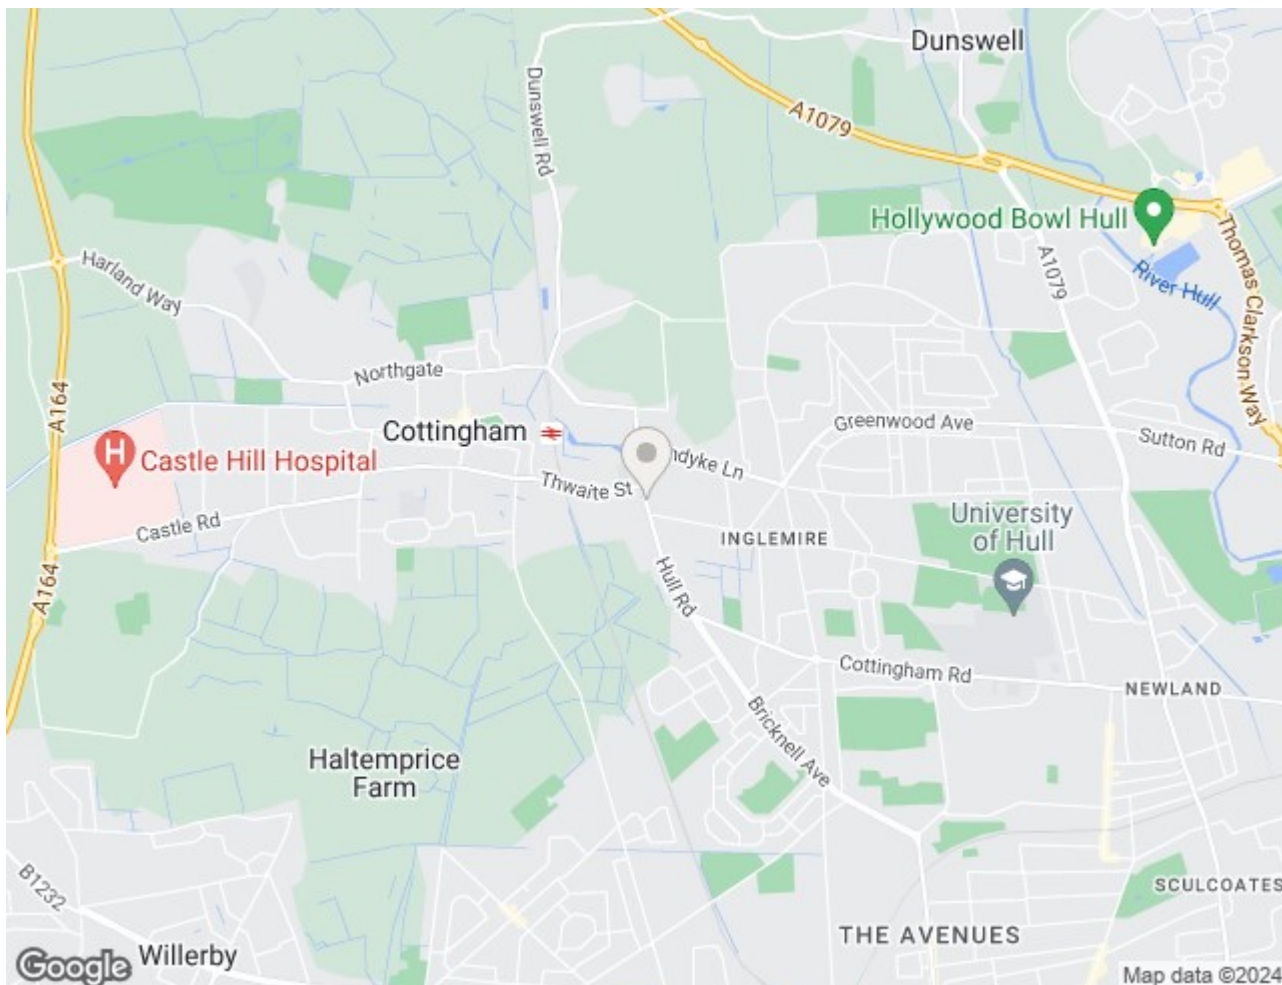 Dunswell
Dunswell Rd
A1079
Hollywood Bowl Hull
A1079
River Hull
Thomas Clarkson Way
Harland Way
Northgate
A164
Cottingham
Greenwood Ave
Sutton Rd
H
Castle Hill Hospital
ndyke Ln
Thwaite St
Castle Rd
University
of Hull
INGLEMIRE
A164
Hull Rd
Cottingham Rd
NEWLAND
Bricknell Ave
Haltemprice
Farm
B1232
SCULCOATES
THE AVENUES
Willerby
Google
Map data ©2024